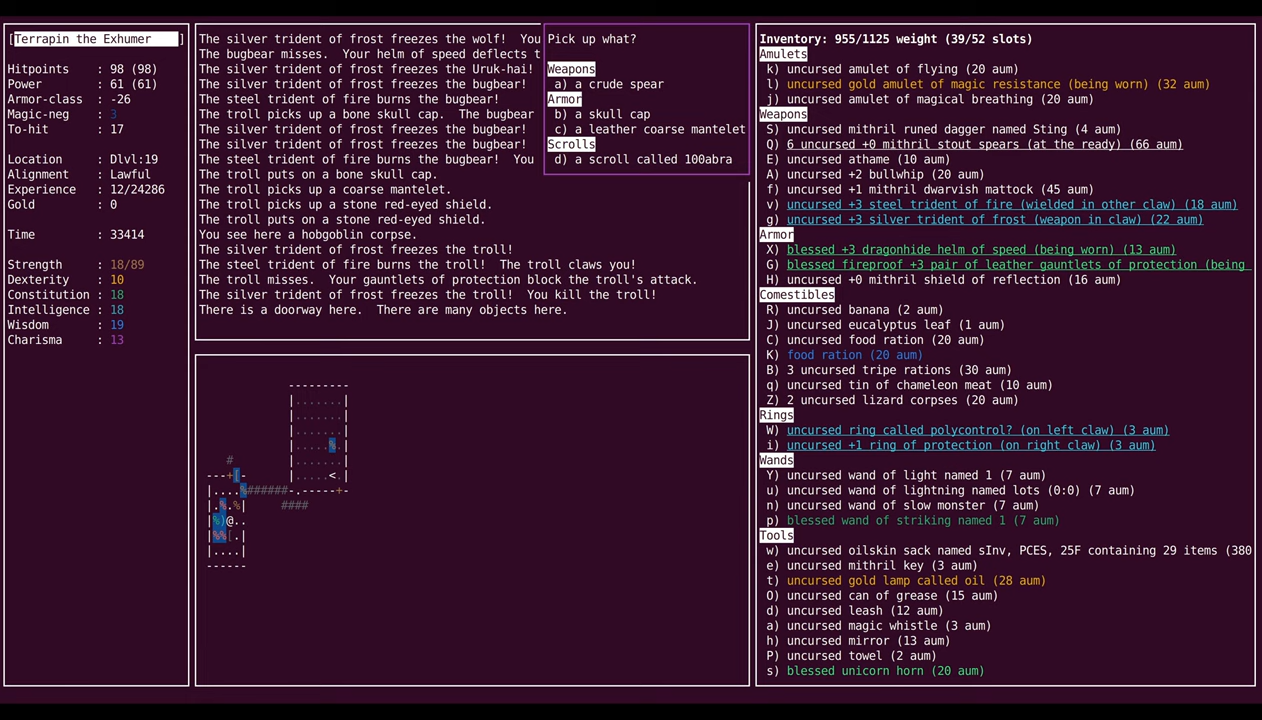 [Terrapin the Exhumer ]
Hitpoints : 98 (98)
Power : 61 (61)
Armor-class : -26
Magic-neg : 3
To-hit : 17
Location : Dlvl:19
Alignment : Lawful
Experience : 12/24286
Gold : 0
Time : 33414
Strength : 18/89
Dexterity : 10
Constitution : 18
Intelligence : 18
Wisdom : 19
Charisma : 13
The silver trident of frost freezes the wolf! You
The bugbear misses. Your helm of speed deflects t
The silver trident of frost freezes the Uruk-hai!
The silver trident of frost freezes the bugbear!
The steel trident of fire burns the bugbear!
The troll picks up a bone skull cap. The bugbear
The silver trident of frost freezes the bugbear!
The silver trident of frost freezes the bugbear!
The steel trident of fire burns the bugbear! You
The troll puts on a bone skull cap.
The troll picks up a coarse mantelet.
The troll picks up a stone red-eyed shield.
The troll puts on a stone red-eyed shield.
You see here a hobgoblin corpse.
The silver trident of frost freezes the troll!
The steel trident of fire burns the troll! The troll claws you!
The troll misses. Your gauntlets of protection block the troll's attack.
The silver trident of frost freezes the troll! You kill the troll!
There is a doorway here. There are many objects here.
Pick up what?
Weapons
a) a crude spear
Armor
b) a skull cap
c) a leather coarse mantelet
Scrolls
d) a scroll called 100abra
---------
|.......|
|.......|
|.......|
|.....%.|
# |.......|
---+[- |.....<.|
|....%######-.-----+-
|.%.%| ####
|%)@..
|%%[.|
|....|
------
Inventory: 955/1125 weight (39/52 slots)
Amulets
k) uncursed amulet of flying (20 aum)
l) uncursed gold amulet of magic resistance (being worn) (32 aum)
j) uncursed amulet of magical breathing (20 aum)
Weapons
S) uncursed mithril runed dagger named Sting (4 aum)
Q) 6 uncursed +0 mithril stout spears (at the ready) (66 aum)
E) uncursed athame (10 aum)
A) uncursed +2 bullwhip (20 aum)
f) uncursed +1 mithril dwarvish mattock (45 aum)
v) uncursed +3 steel trident of fire (wielded in other claw) (18 aum)
g) uncursed +3 silver trident of frost (weapon in claw) (22 aum)
Armor
X) blessed +3 dragonhide helm of speed (being worn) (13 aum)
G) blessed fireproof +3 pair of leather gauntlets of protection (being
H) uncursed +0 mithril shield of reflection (16 aum)
Comestibles
R) uncursed banana (2 aum)
J) uncursed eucalyptus leaf (1 aum)
C) uncursed food ration (20 aum)
K) food ration (20 aum)
B) 3 uncursed tripe rations (30 aum)
q) uncursed tin of chameleon meat (10 aum)
Z) 2 uncursed lizard corpses (20 aum)
Rings
W) uncursed ring called polycontrol? (on left claw) (3 aum)
i) uncursed +1 ring of protection (on right claw) (3 aum)
Wands
Y) uncursed wand of light named 1 (7 aum)
u) uncursed wand of lightning named lots (0:0) (7 aum)
n) uncursed wand of slow monster (7 aum)
p) blessed wand of striking named 1 (7 aum)
Tools
w) uncursed oilskin sack named sInv, PCES, 25F containing 29 items (380
e) uncursed mithril key (3 aum)
t) uncursed gold lamp called oil (28 aum)
O) uncursed can of grease (15 aum)
d) uncursed leash (12 aum)
a) uncursed magic whistle (3 aum)
h) uncursed mirror (13 aum)
P) uncursed towel (2 aum)
s) blessed unicorn horn (20 aum)